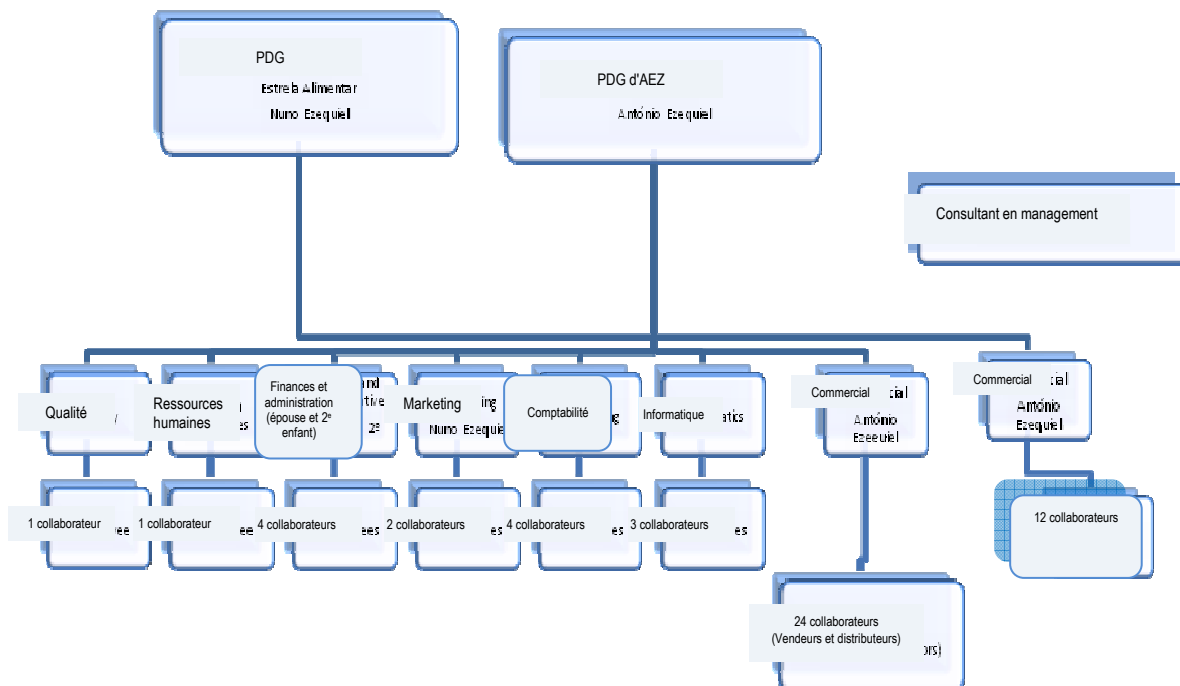 PDG
Estrela Alimentar
Nuno Ezequiel
PDG d'AEZ
António Ezequiel
Consultant en management
Qualité
Ressources
humaines
Finances et
administration
(épouse et 2e
enfant)
Marketing
Nuno Ezequiel
Comptabilité
Informatique
Commercial
António
Ezeeuiel
Commercial
António
Ezequiel
1 collaborateur
1 collaborateur
4 collaborateurs
2 collaborateurs
4 collaborateurs
3 collaborateurs
12 collaborateurs
24 collaborateurs
(Vendeurs et distributeurs)